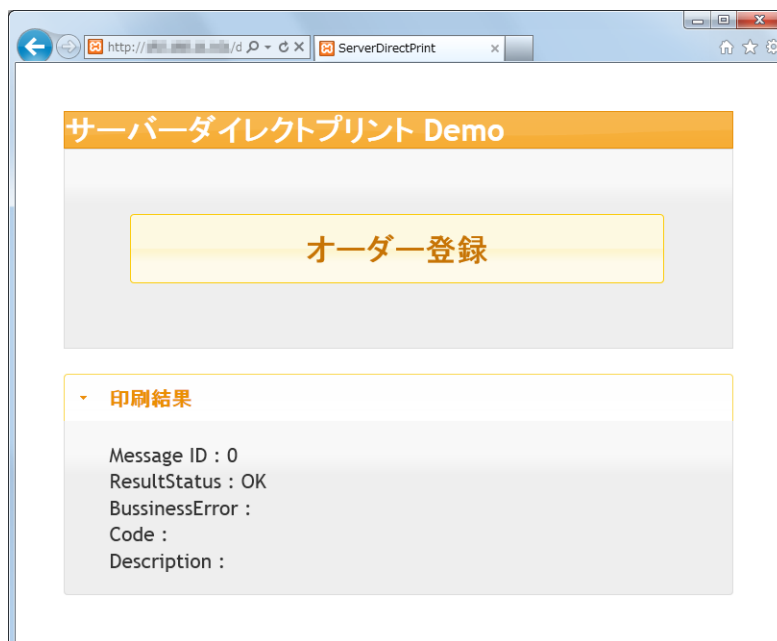 http:// /d
ServerDirectPrint
サーバーダイレクトプリント Demo
オーダー登録
印刷結果
Message ID : 0
ResultStatus : OK
BussinessError :
Code :
Description :